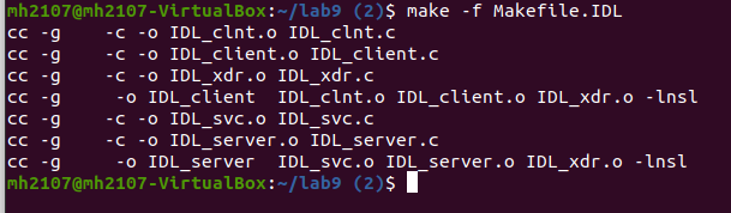 mh2107@mh2107-VirtualBox:~/lab9 (2)$ make -f Makefile.IDL
cc -g    -c -o IDL_clnt.o IDL_clnt.c
cc -g    -c -o IDL_client.o IDL_client.c
cc -g    -c -o IDL_xdr.o IDL_xdr.c
cc -g     -o IDL_client  IDL_clnt.o IDL_client.o IDL_xdr.o -lnsl
cc -g    -c -o IDL_svc.o IDL_svc.c
cc -g    -c -o IDL_server.o IDL_server.c
cc -g     -o IDL_server  IDL_svc.o IDL_server.o IDL_xdr.o -lnsl
mh2107@mh2107-VirtualBox:~/lab9 (2)$